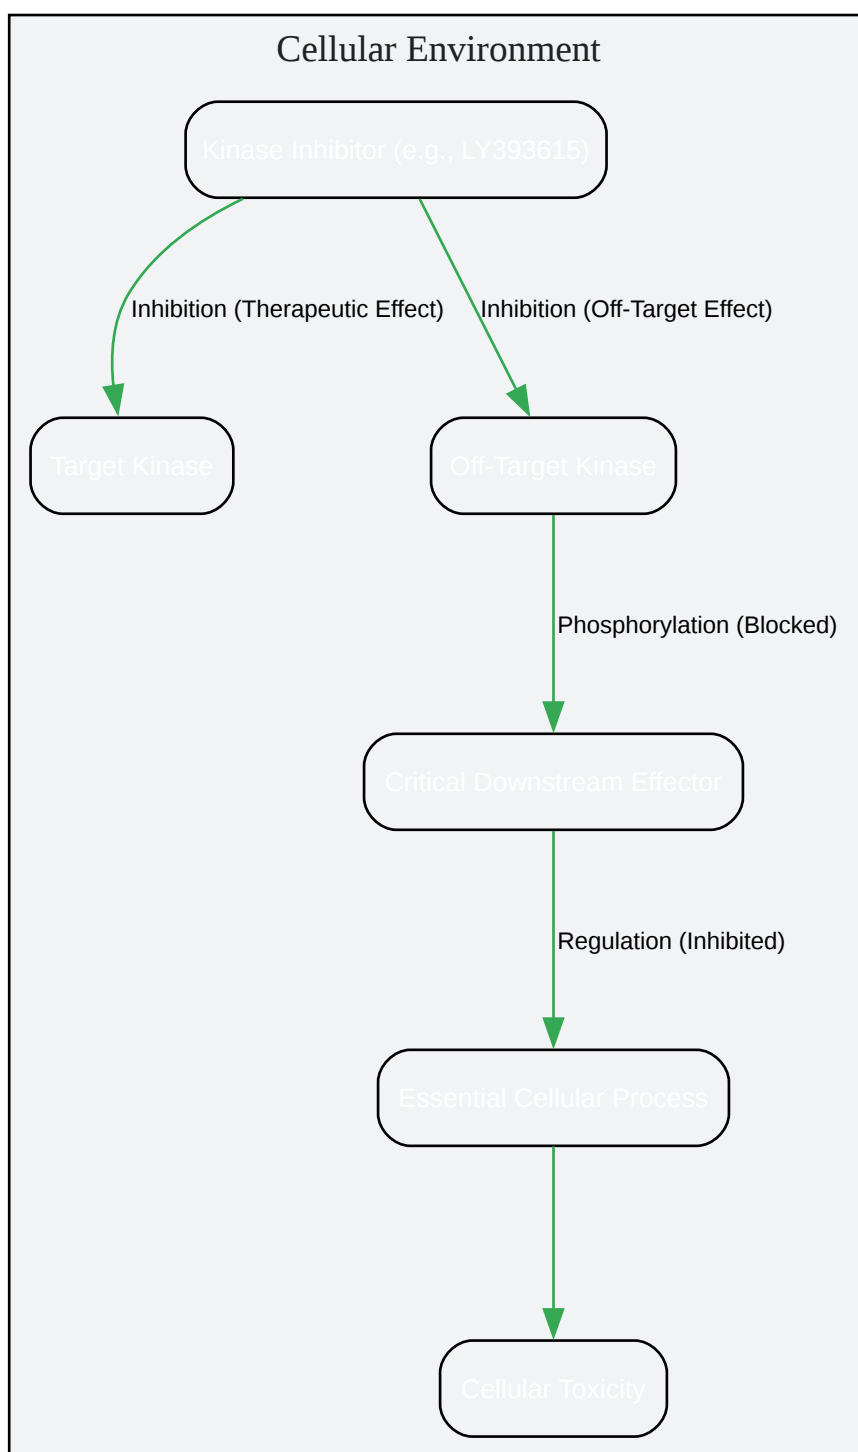 Cellular Environment
Kinase Inhibitor (e.g., LY393615)
Inhibition (Therapeutic Effect)
Inhibition (Off-Target Effect)
Target Kinase
Off-Target Kinase
Phosphorylation (Blocked)
Critical Downstream Effector
Regulation (Inhibited)
Essential Cellular Process
Cellular Toxicity